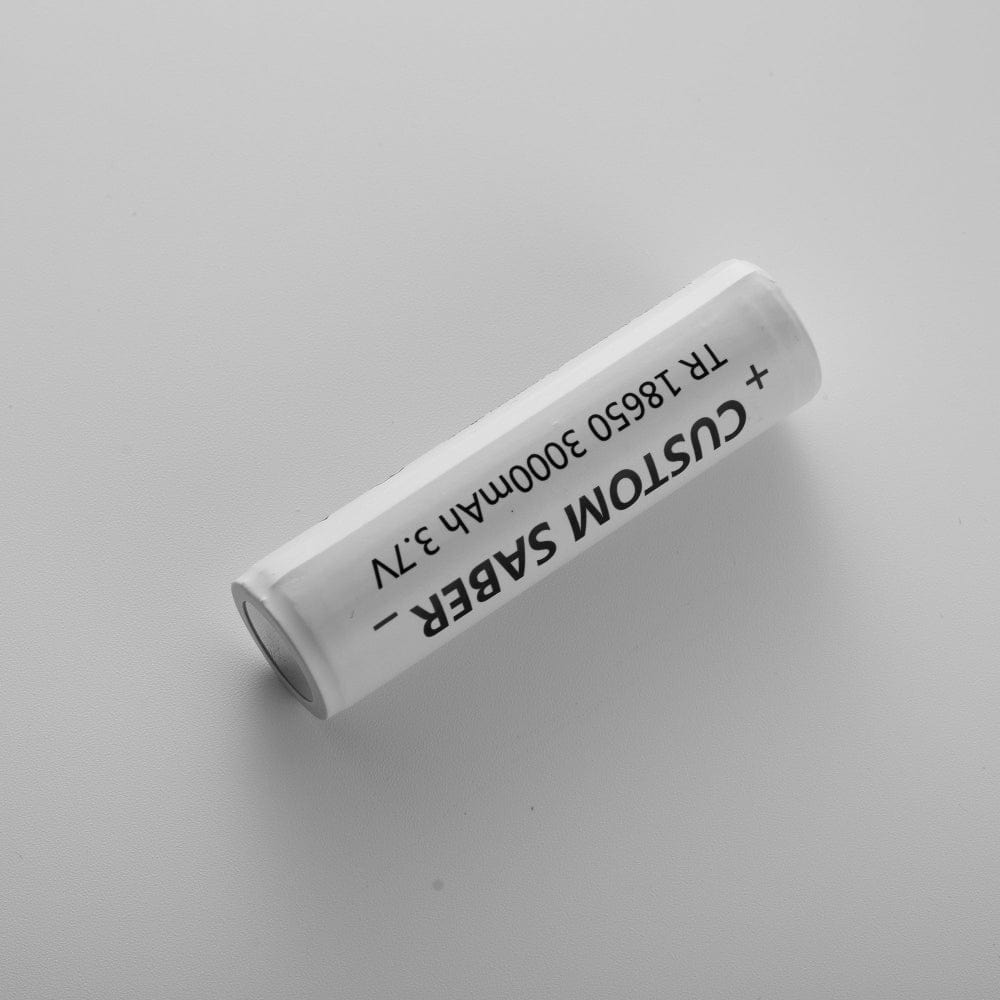 + CUSTOM SABER -
TR 18650 3000mAh 3.7V